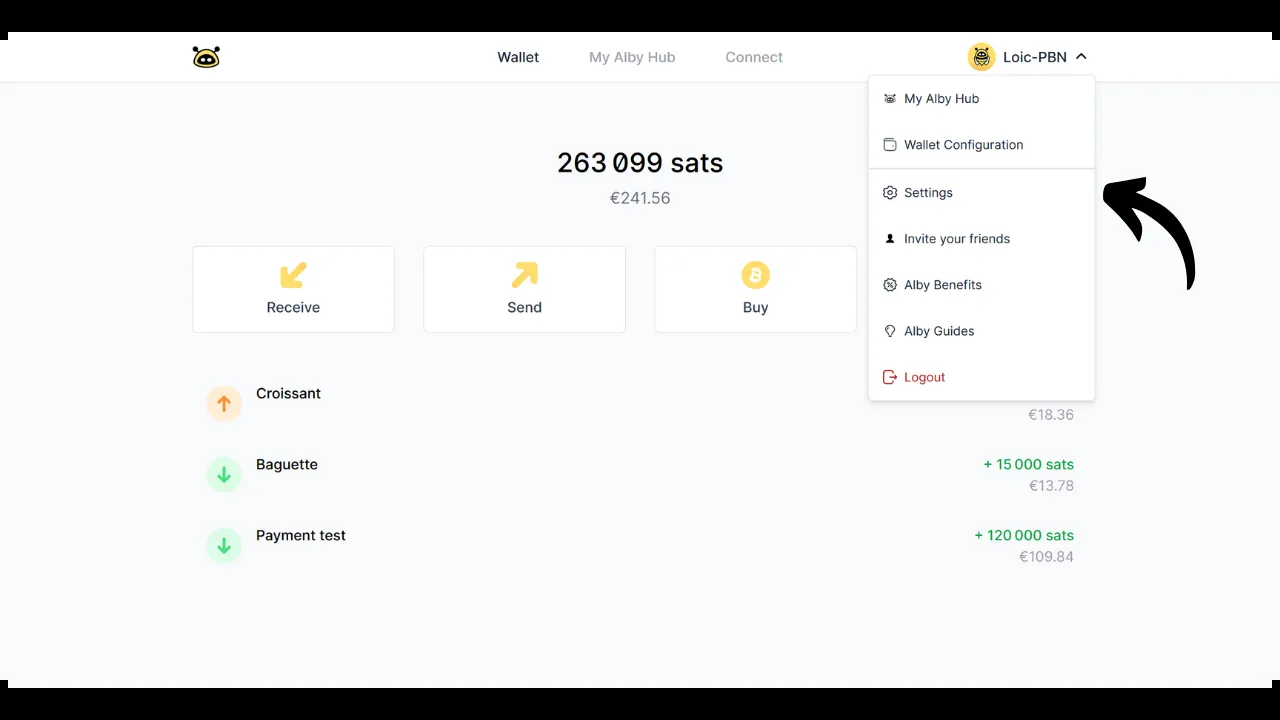 Wallet
My Alby Hub
Connect
Loic-PBN
My Alby Hub
Wallet Configuration
Settings
Invite your friends
Alby Benefits
Alby Guides
Logout
263 099 sats
€241.56
Receive
Send
Buy
Croissant
€18.36
Baguette
+ 15 000 sats
€13.78
Payment test
+ 120 000 sats
€109.84